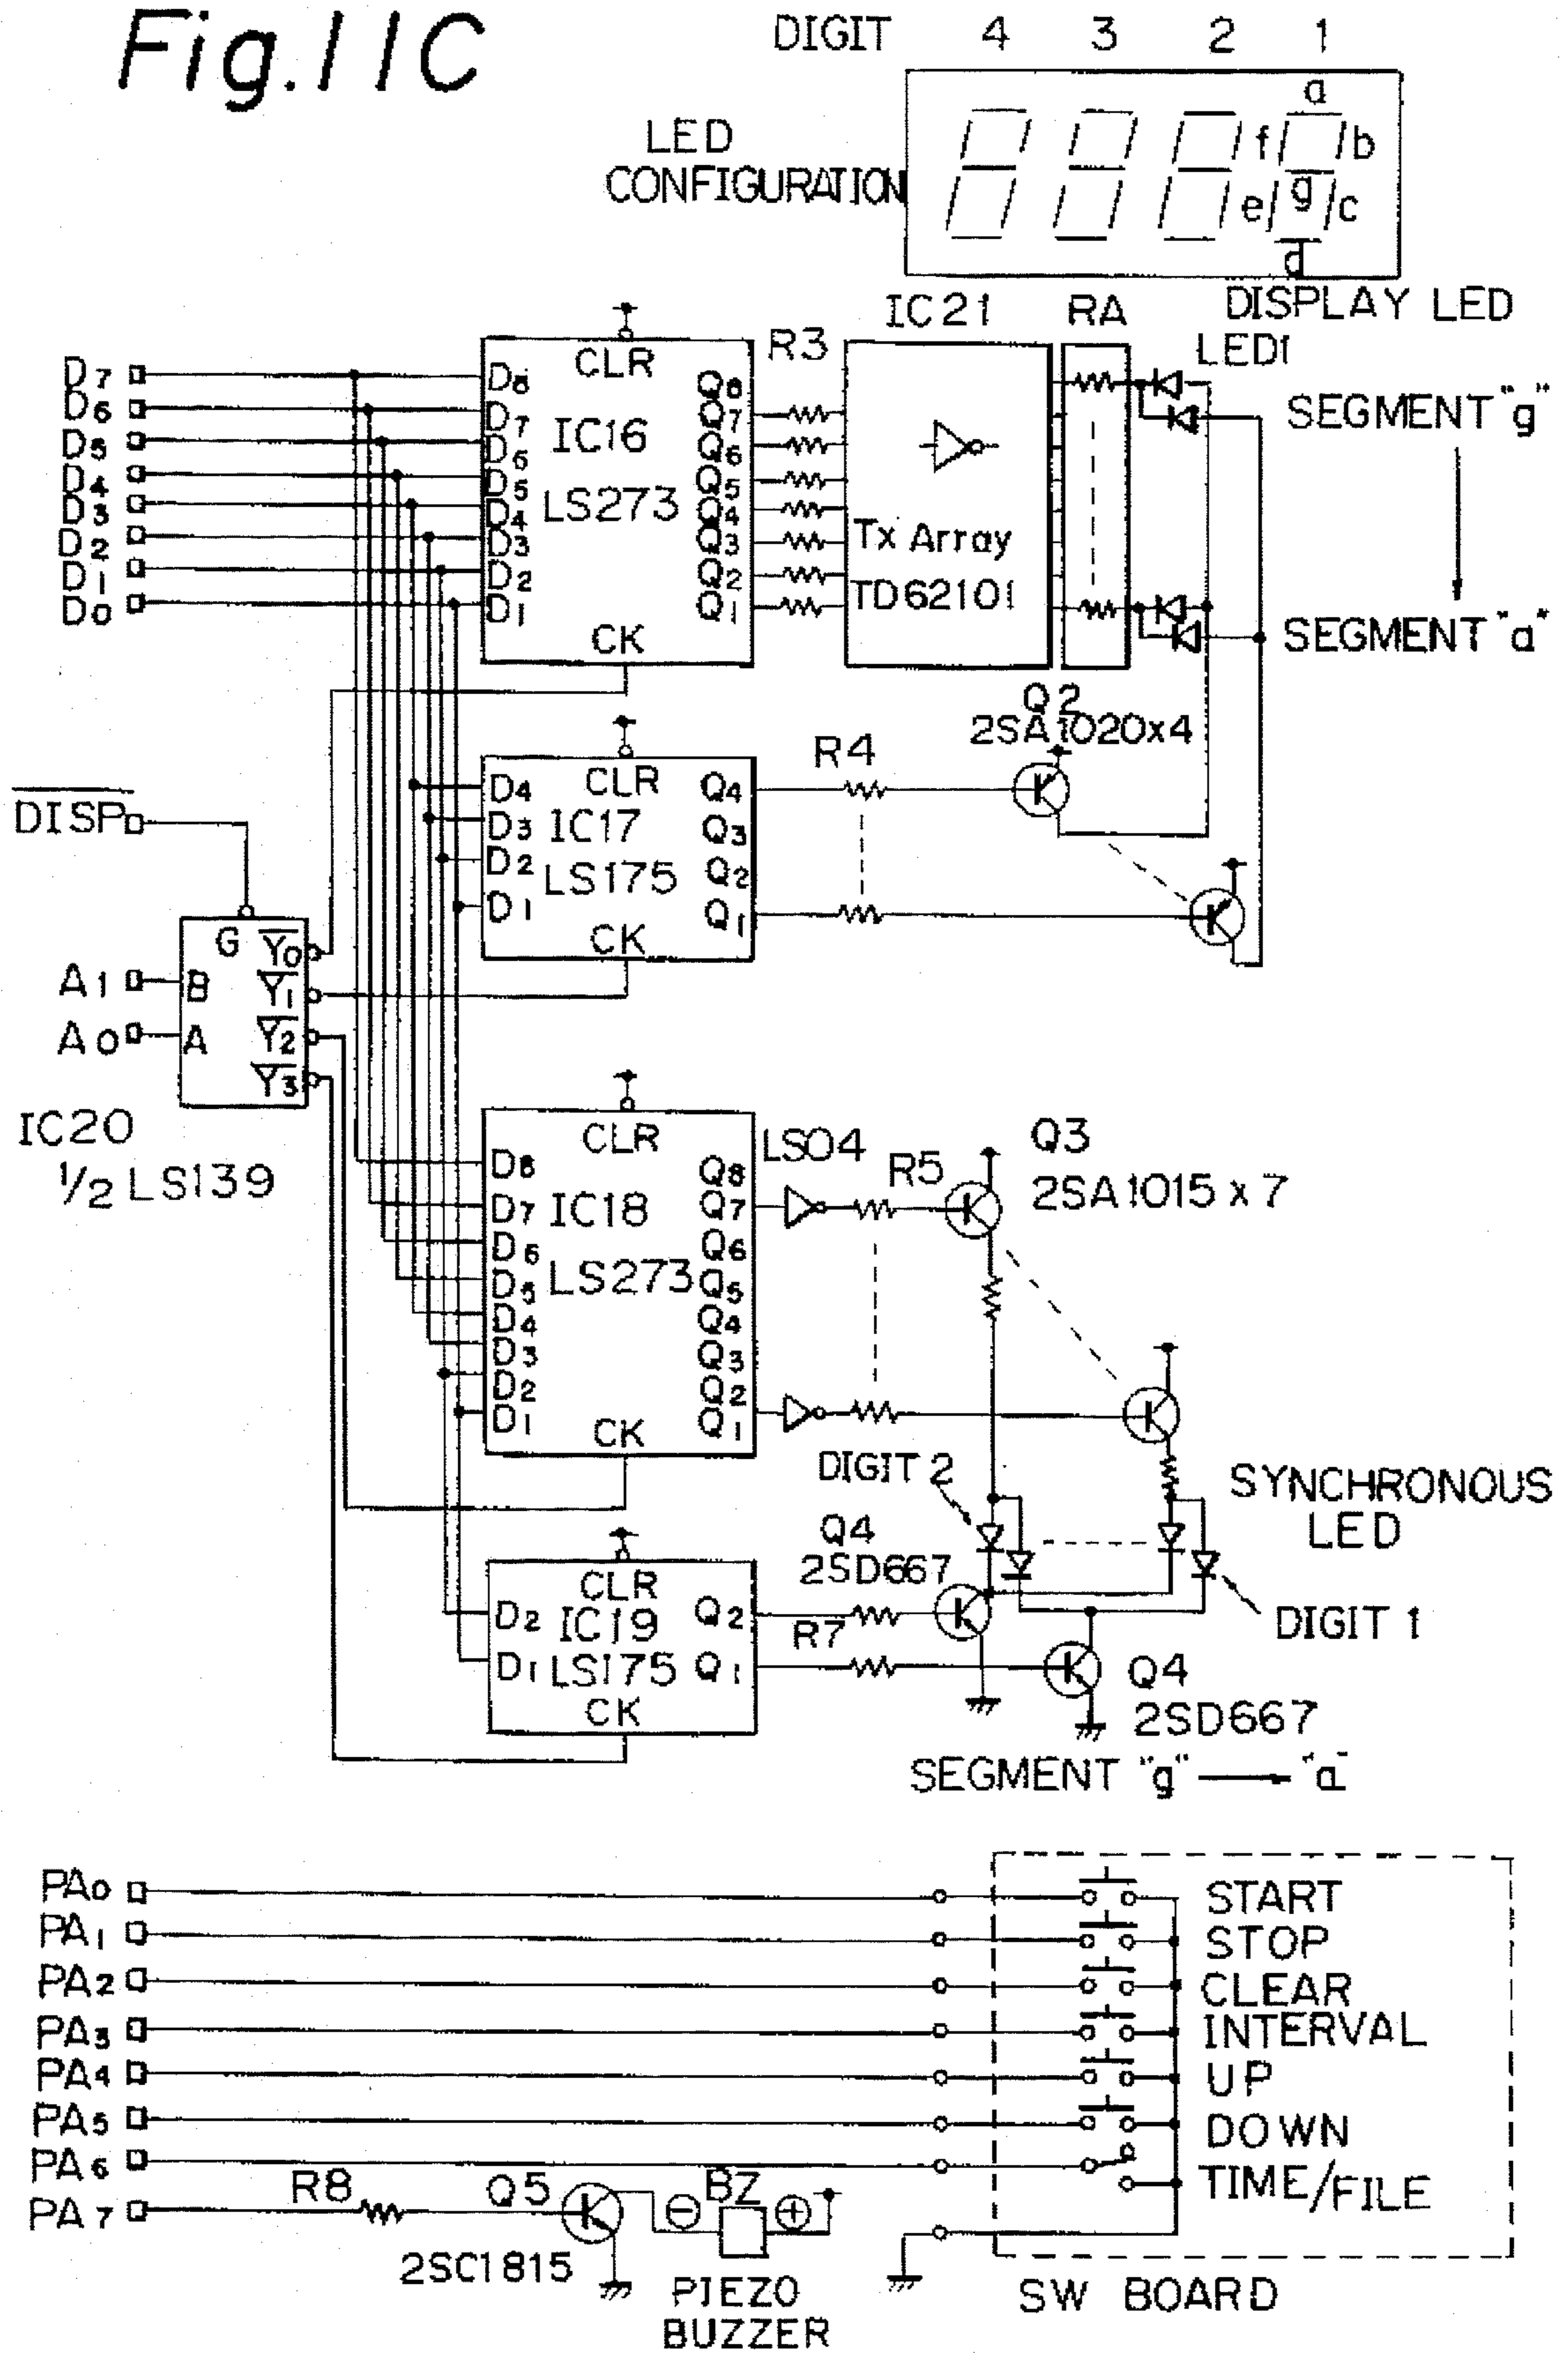 Fig.11C
DIGIT 4 3 2 1
LED
CONFIGURATION
a
f b
g
e c
d
DISPLAY LED
LED1
IC21 RA
R3
SEGMENT "g"
SEGMENT "a"
D7
D6
D5
D4
D3
D2
D1
D0
CLR
D8 Q8
D7 Q7
IC16
D6 Q6
D5 Q5
LS273
D4 Q4
D3 Q3
D2 Q2
D1 Q1
CK
Tx Array
TD62101
Q2
2SA1020x4
R4
CLR
D4 Q4
D3 IC17 Q3
D2 Q2
LS175
D1 Q1
CK
DISP
G Y0
A1 B Y1
A0 A Y2
Y3
IC20
1/2 LS139
CLR
D8 Q8
D7 IC18 Q7
D6 Q6
D5 LS273 Q5
D4 Q4
D3 Q3
D2 Q2
D1 Q1
CK
LS04
R5
Q3
2SA1015 x 7
DIGIT 2
SYNCHRONOUS
LED
Q4
2SD667
DIGIT 1
CLR
D2 IC19 Q2
D1 LS175 Q1
CK
R7
Q4
2SD667
SEGMENT "g" "a"
PA0 START
PA1 STOP
PA2 CLEAR
PA3 INTERVAL
PA4 UP
PA5 DOWN
PA6 TIME/FILE
PA7 R8 Q5 ⊖ BZ ⊕
2SC1815
PIEZO
BUZZER
SW BOARD